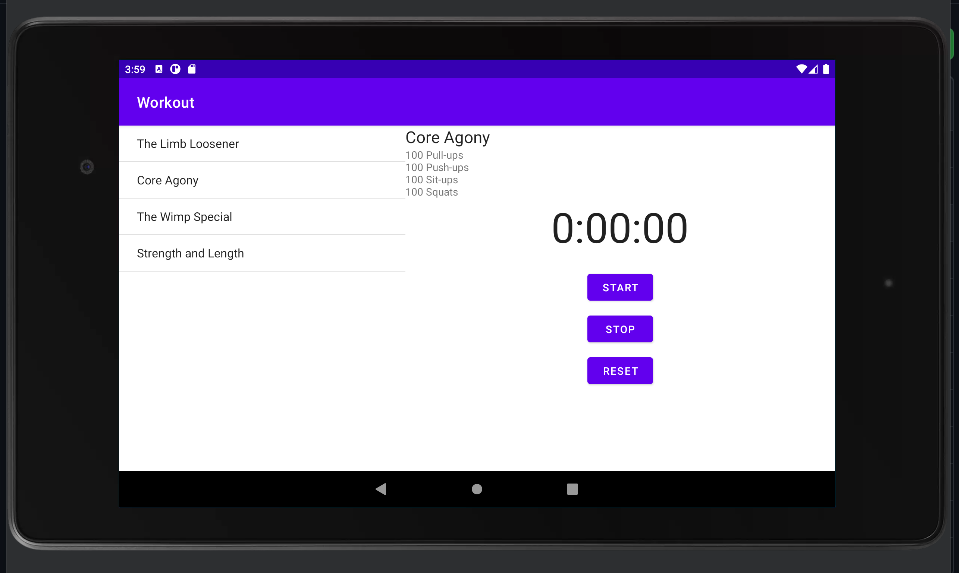 3:59
Workout
The Limb Loosener
Core Agony
The Wimp Special
Strength and Length
Core Agony
100 Pull-ups
100 Push-ups
100 Sit-ups
100 Squats
0:00:00
START
STOP
RESET